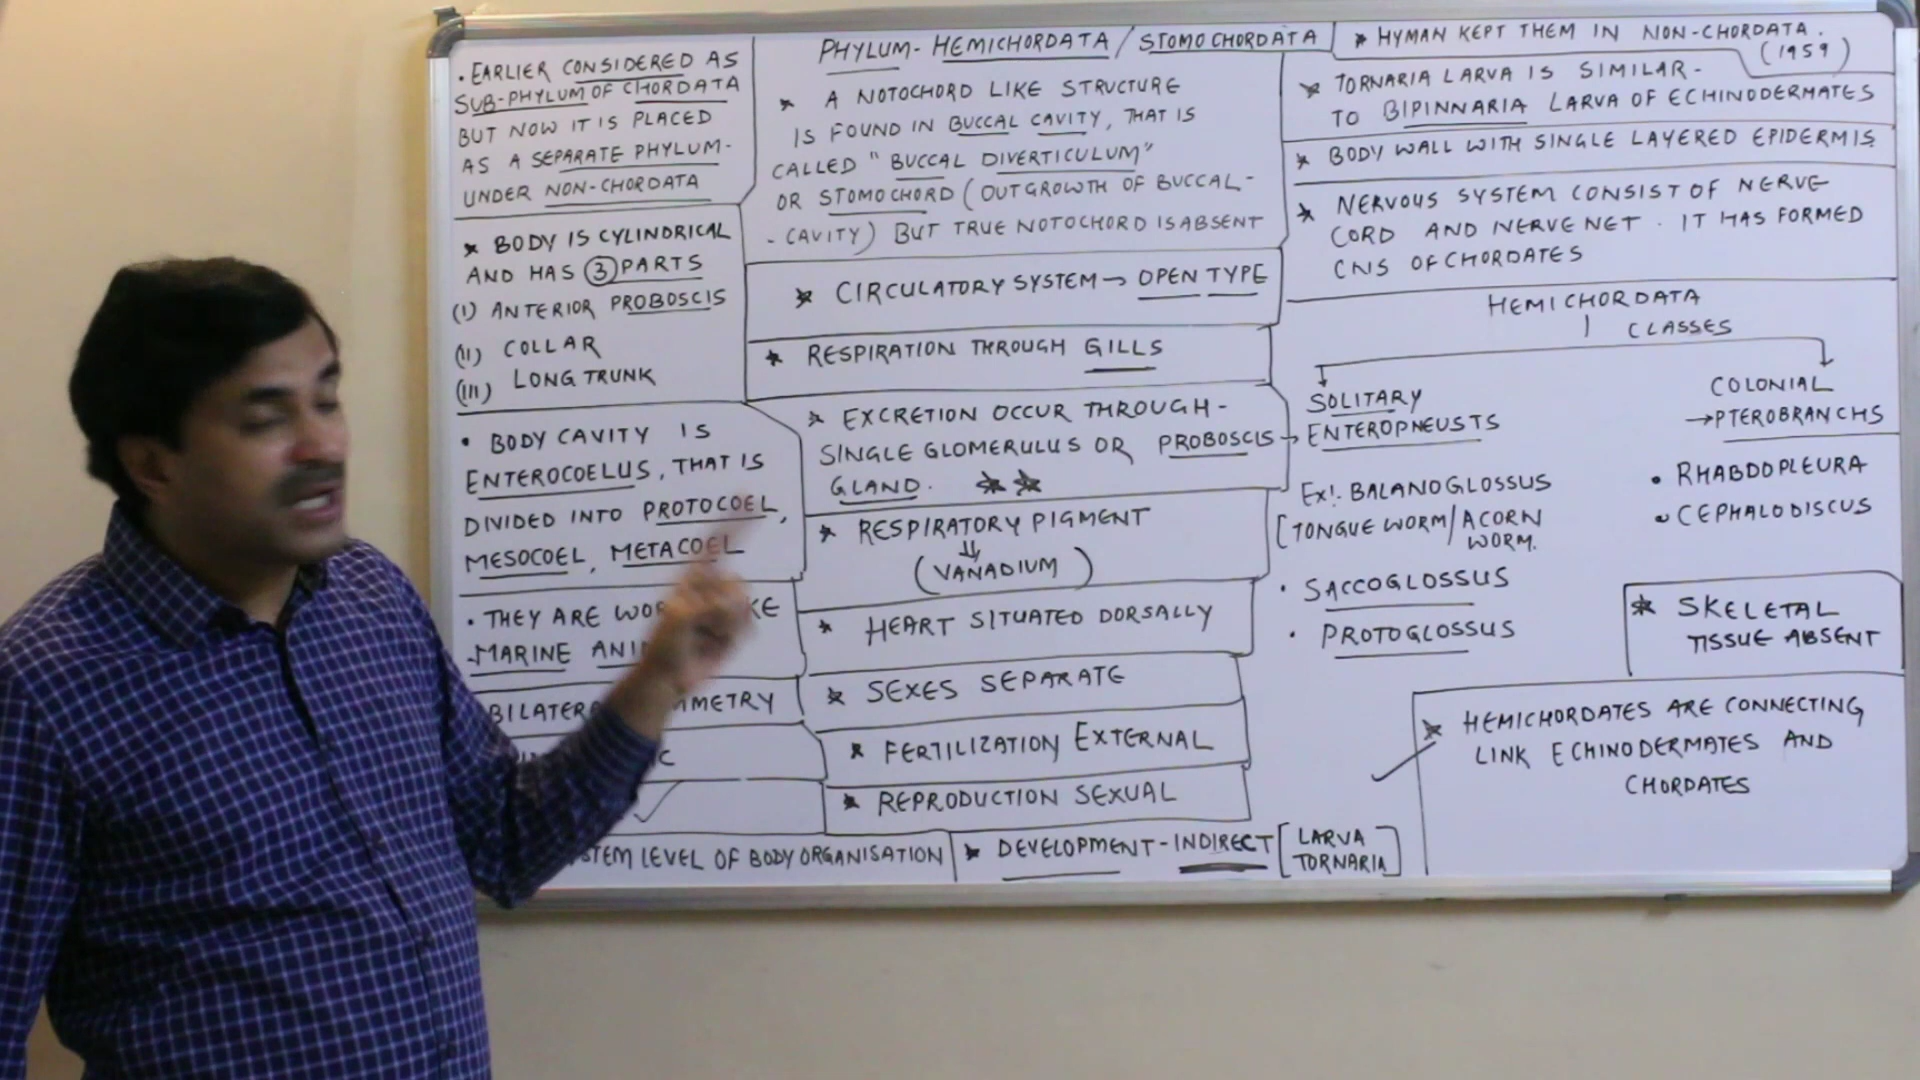 • EARLIER CONSIDERED AS
SUB-PHYLUM OF CHORDATA
BUT NOW IT IS PLACED
AS A SEPARATE PHYLUM-
UNDER NON-CHORDATA
* BODY IS CYLINDRICAL
AND HAS 3 PARTS
(I) ANTERIOR PROBOSCIS
(II) COLLAR
(III) LONG TRUNK
• BODY CAVITY IS
ENTEROCOELUS, THAT IS
DIVIDED INTO PROTOCOEL,
MESOCOEL, METACOEL
• THEY ARE
MARINE
SYMMETRY
LEVEL OF BODY ORGANISATION
PHYLUM- HEMICHORDATA / STOMOCHORDATA
* A NOTOCHORD LIKE STRUCTURE
IS FOUND IN BUCCAL CAVITY, THAT IS
CALLED "BUCCAL DIVERTICULUM"
OR STOMOCHORD (OUTGROWTH OF BUCCAL-
- CAVITY) BUT TRUE NOTOCHORD IS ABSENT
* CIRCULATORY SYSTEM → OPEN TYPE
* RESPIRATION THROUGH GILLS
* EXCRETION OCCUR THROUGH-
SINGLE GLOMERULUS OR PROBOSCIS
GLAND. ★ ★
* RESPIRATORY PIGMENT
⇓
(VANADIUM)
* HEART SITUATED DORSALLY
* SEXES SEPARATE
* FERTILIZATION EXTERNAL
* REPRODUCTION SEXUAL
* DEVELOPMENT - INDIRECT [LARVA
TORNARIA]
* HYMAN KEPT THEM IN NON-CHORDATA.
(1959)
* TORNARIA LARVA IS SIMILAR-
TO BIPINNARIA LARVA OF ECHINODERMATES
* BODY WALL WITH SINGLE LAYERED EPIDERMIS
* NERVOUS SYSTEM CONSIST OF NERVE
CORD AND NERVE NET. IT HAS FORMED
CNS OF CHORDATES
HEMICHORDATA
CLASSES
SOLITARY
→ ENTEROPNEUSTS
EX!. BALANOGLOSSUS
[TONGUE WORM/ACORN
WORM.
• SACCOGLOSSUS
• PROTOGLOSSUS
COLONIAL
→PTEROBRANCHS
• RHABDOPLEURA
• CEPHALODISCUS
* SKELETAL
TISSUE ABSENT
* HEMICHORDATES ARE CONNECTING
LINK ECHINODERMATES AND
CHORDATES